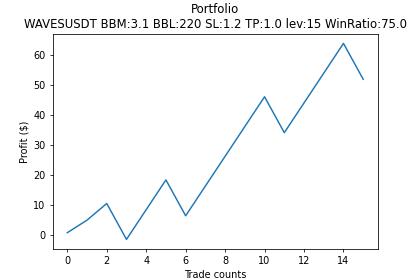 Portfolio
WAVESUSDT BBM:3.1 BBL:220 SL:1.2 TP:1.0 lev:15 WinRatio:75.0
60
50
40
30
20
10
0
Profit ($)
0 2 4 6 8 10 12 14
Trade counts